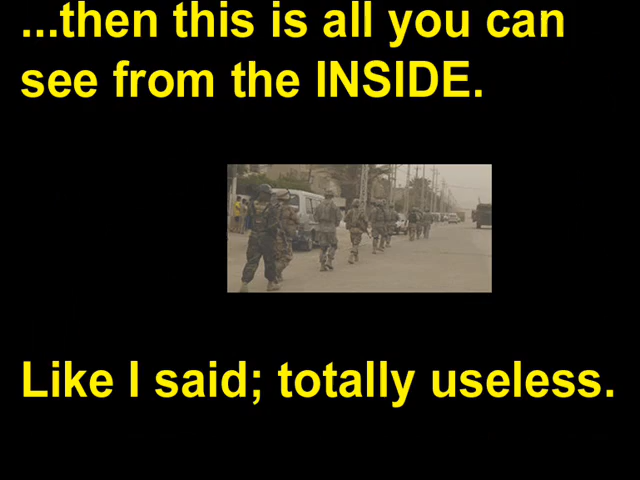 ...then this is all you can
see from the INSIDE.
Like I said; totally useless.